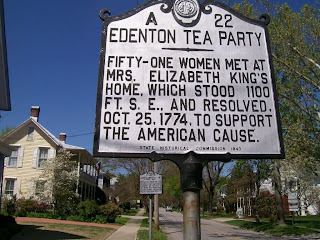 A 22
EDENTON TEA PARTY
FIFTY-ONE WOMEN MET AT
MRS. ELIZABETH KING'S
HOME, WHICH STOOD 1100
FT. S. E., AND RESOLVED,
OCT. 25, 1774, TO SUPPORT
THE AMERICAN CAUSE.
STATE HISTORICAL COMMISSION 1940